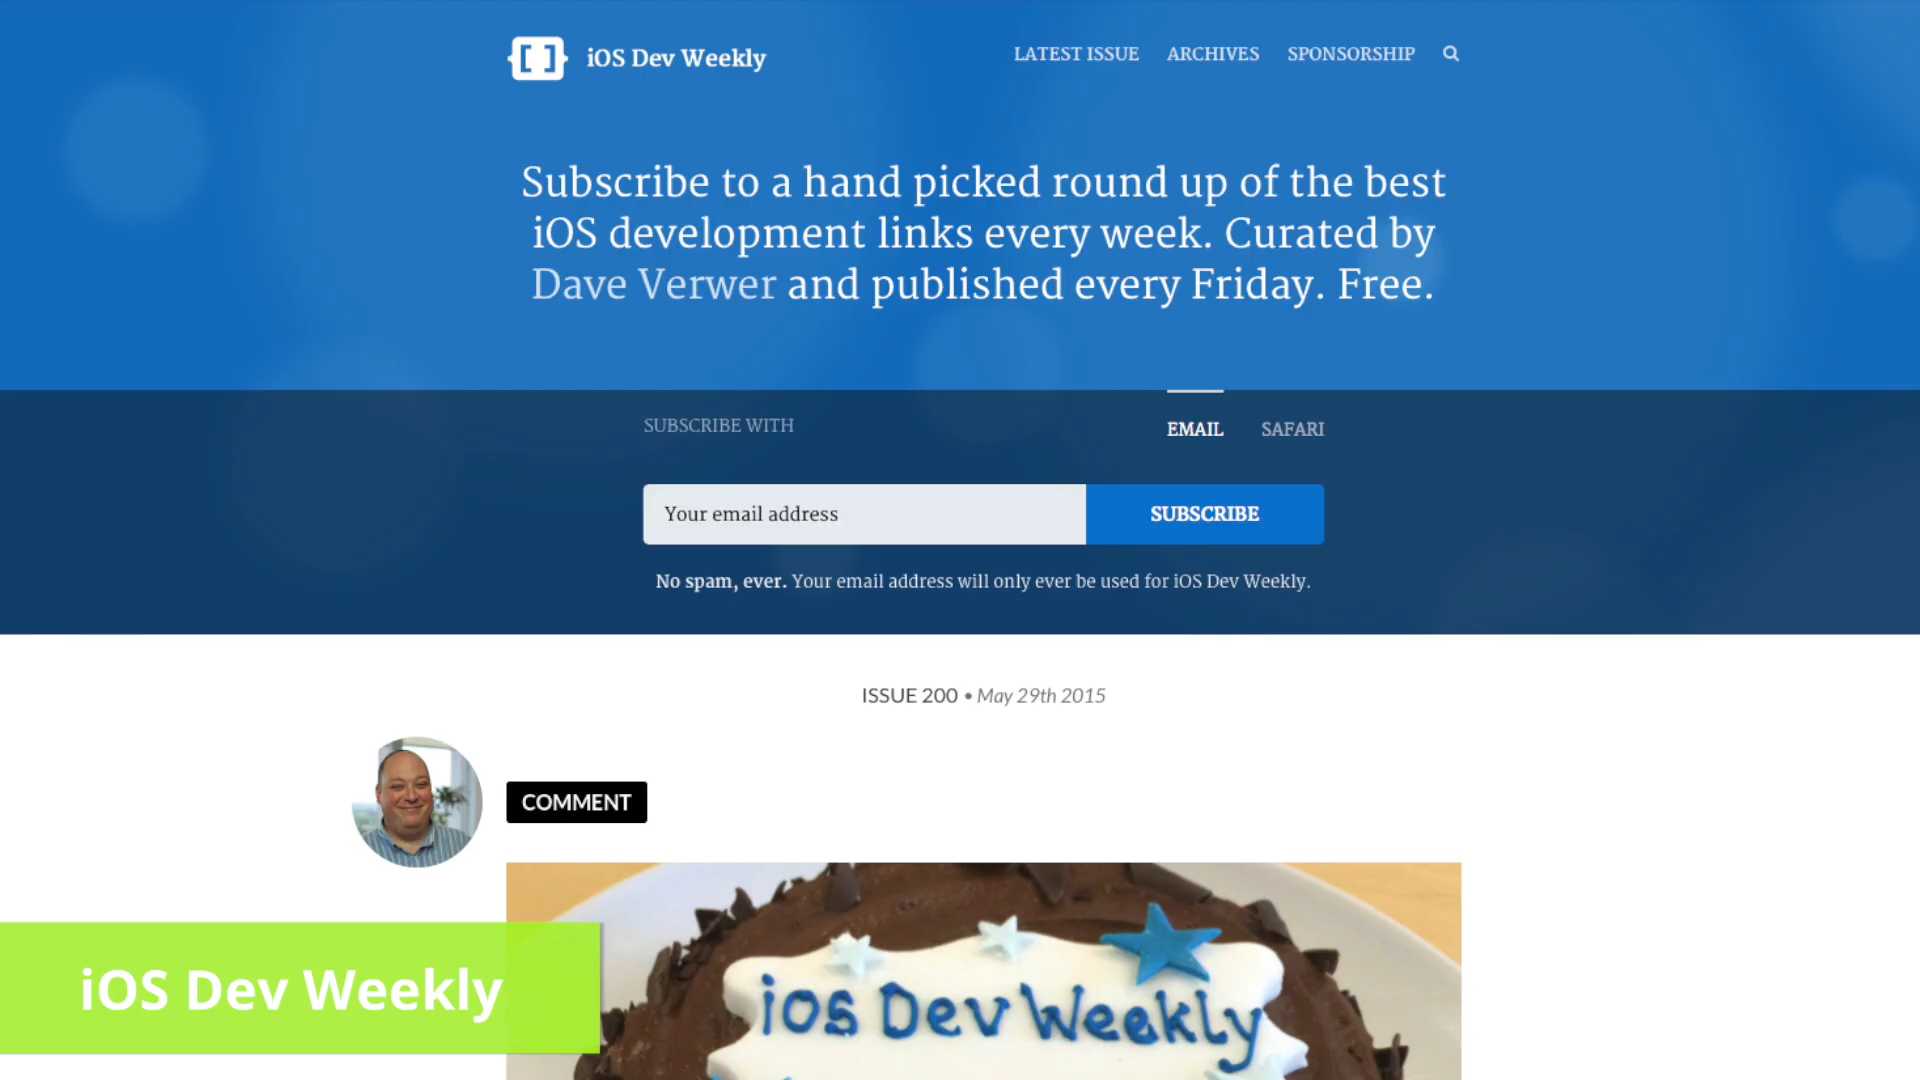 iOS Dev Weekly
LATEST ISSUE ARCHIVES SPONSORSHIP
Subscribe to a hand picked round up of the best
iOS development links every week. Curated by
Dave Verwer and published every Friday. Free.
SUBSCRIBE WITH
EMAIL SAFARI
Your email address
SUBSCRIBE
No spam, ever. Your email address will only ever be used for iOS Dev Weekly.
ISSUE 200 • May 29th 2015
COMMENT
iOS Dev Weekly
ios Dev Weekly